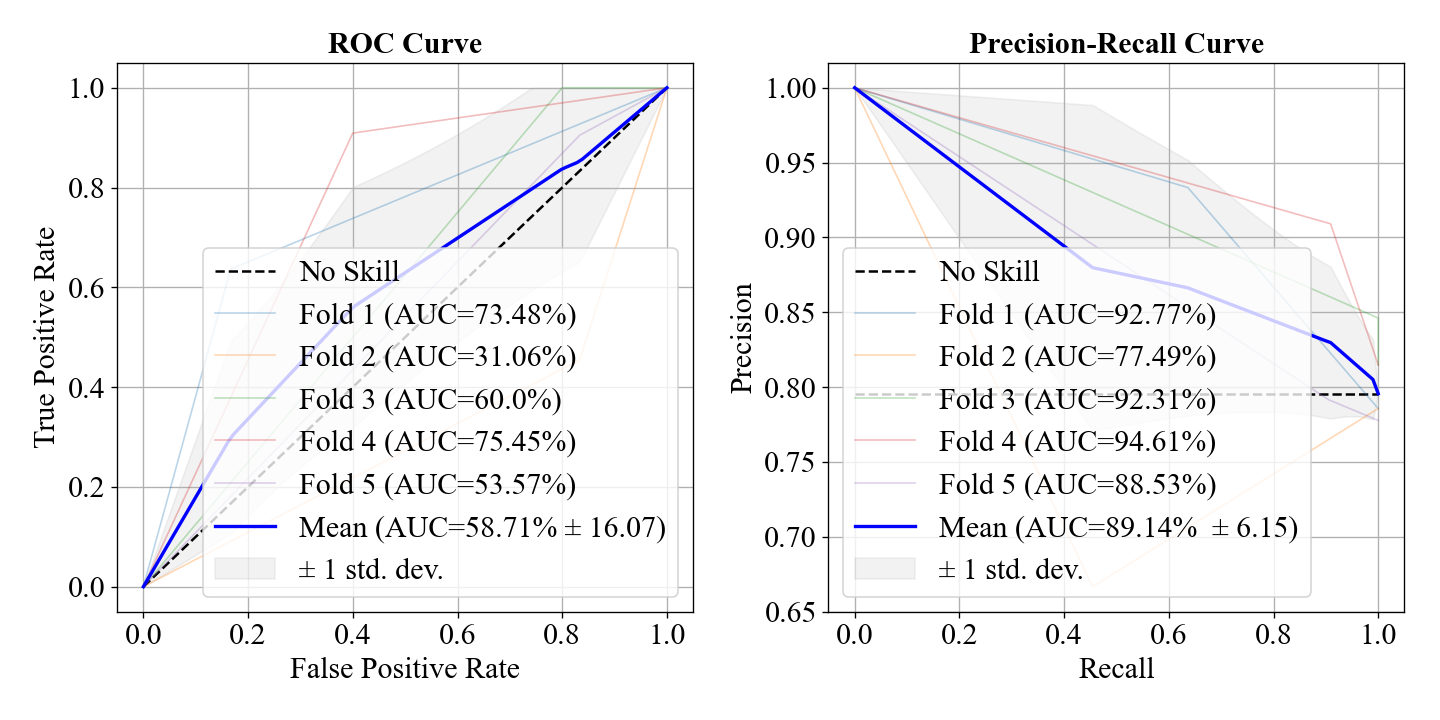 ROC Curve
1.0
0.8
0.6
0.4
0.2
0.0
True Positive Rate
No Skill
Fold 1 (AUC=73.48%)
Fold 2 (AUC=31.06%)
Fold 3 (AUC=60.0%)
Fold 4 (AUC=75.45%)
Fold 5 (AUC=53.57%)
Mean (AUC=58.71% ± 16.07)
± 1 std. dev.
0.0 0.2 0.4 0.6 0.8 1.0
False Positive Rate
Precision-Recall Curve
1.00
0.95
0.90
0.85
0.80
0.75
0.70
0.65
Precision
No Skill
Fold 1 (AUC=92.77%)
Fold 2 (AUC=77.49%)
Fold 3 (AUC=92.31%)
Fold 4 (AUC=94.61%)
Fold 5 (AUC=88.53%)
Mean (AUC=89.14%  ± 6.15)
± 1 std. dev.
0.0 0.2 0.4 0.6 0.8 1.0
Recall